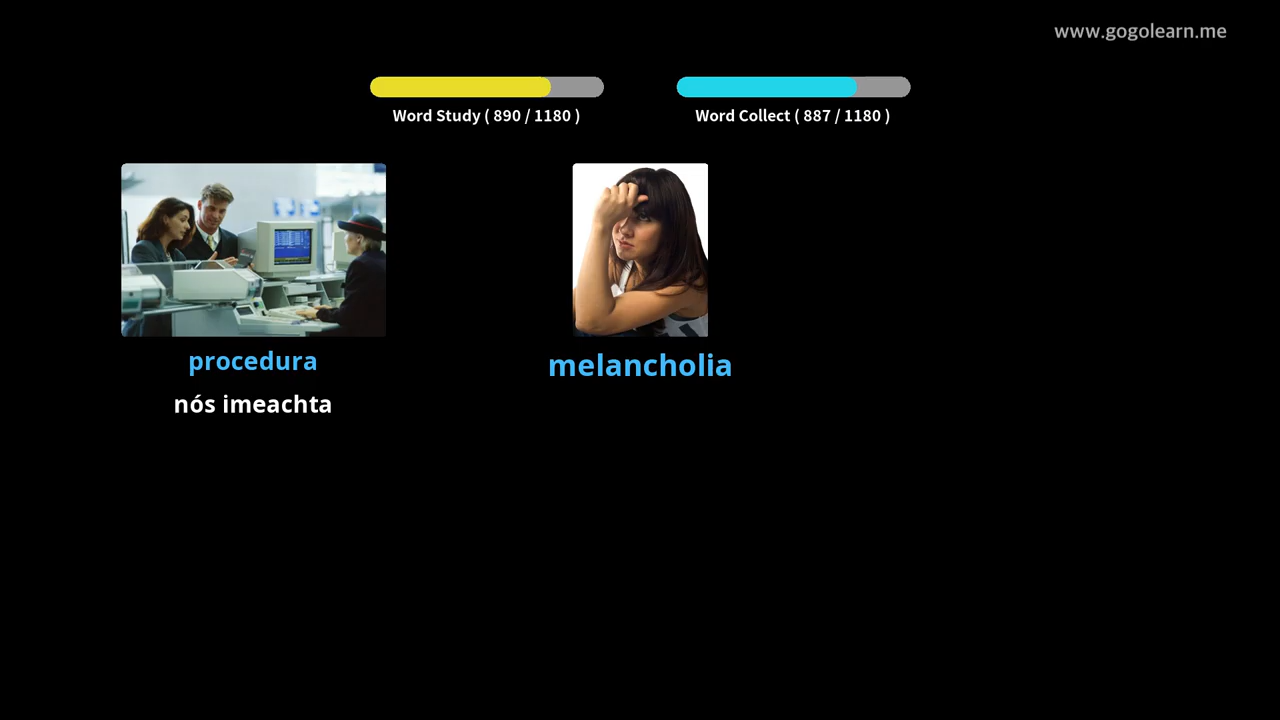 www.gogolearn.me
Word Study ( 890 / 1180 )
Word Collect ( 887 / 1180 )
procedura
nós imeachta
melancholia